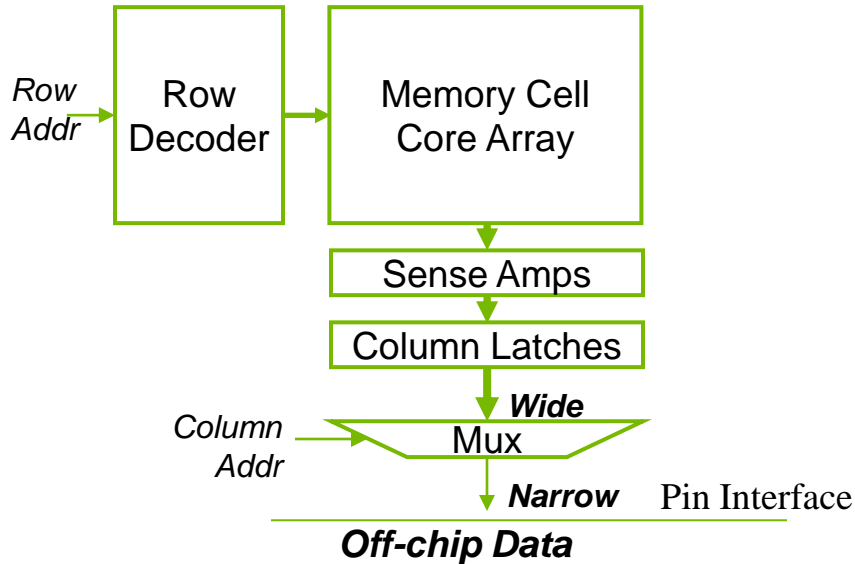 Row
Addr
Row
Decoder
Memory Cell
Core Array
Sense Amps
Column Latches
Wide
Column
Addr
Mux
Narrow
Pin Interface
Off-chip Data